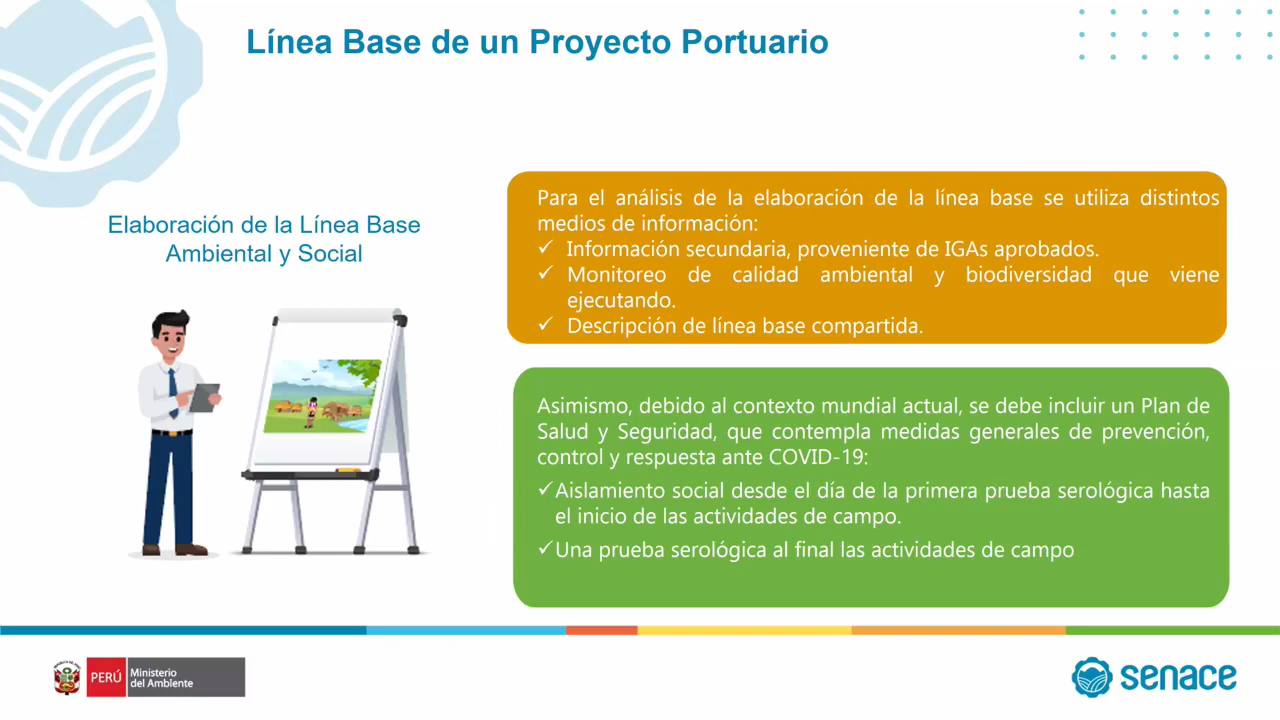 Línea Base de un Proyecto Portuario
Elaboración de la Línea Base
Ambiental y Social
Para el análisis de la elaboración de la línea base se utiliza distintos
medios de información:
✓ Información secundaria, proveniente de IGAs aprobados.
✓ Monitoreo de calidad ambiental y biodiversidad que viene
ejecutando.
✓ Descripción de línea base compartida.
Asimismo, debido al contexto mundial actual, se debe incluir un Plan de
Salud y Seguridad, que contempla medidas generales de prevención,
control y respuesta ante COVID-19:
✓Aislamiento social desde el día de la primera prueba serológica hasta
el inicio de las actividades de campo.
✓Una prueba serológica al final las actividades de campo
PERÚ
Ministerio
del Ambiente
senace